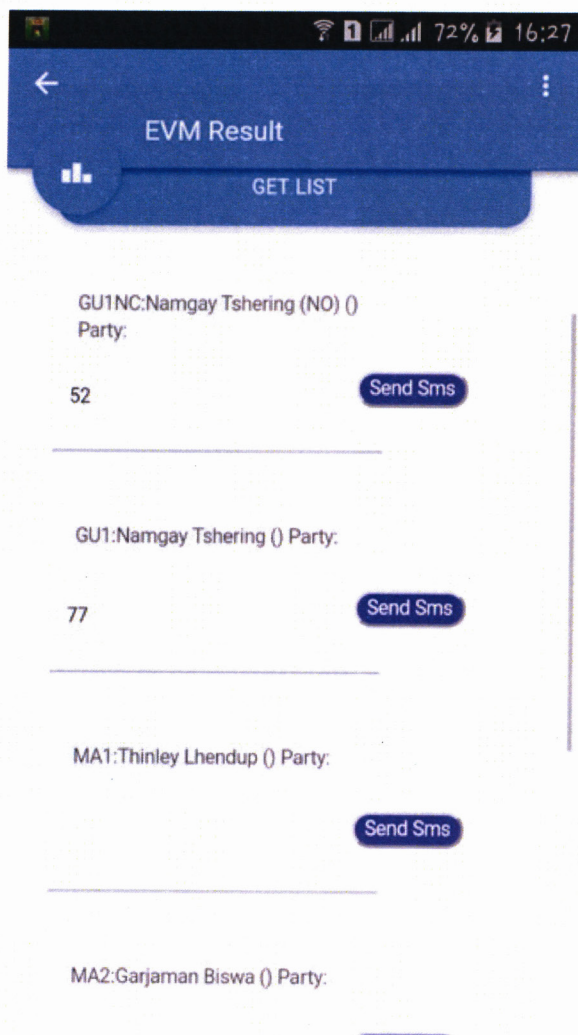 1 72% 16:27
EVM Result
GET LIST
GU1NC:Namgay Tshering (NO) ()
Party:
52
Send Sms
GU1:Namgay Tshering () Party:
77
Send Sms
MA1:Thinley Lhendup () Party:
Send Sms
MA2:Garjaman Biswa () Party: